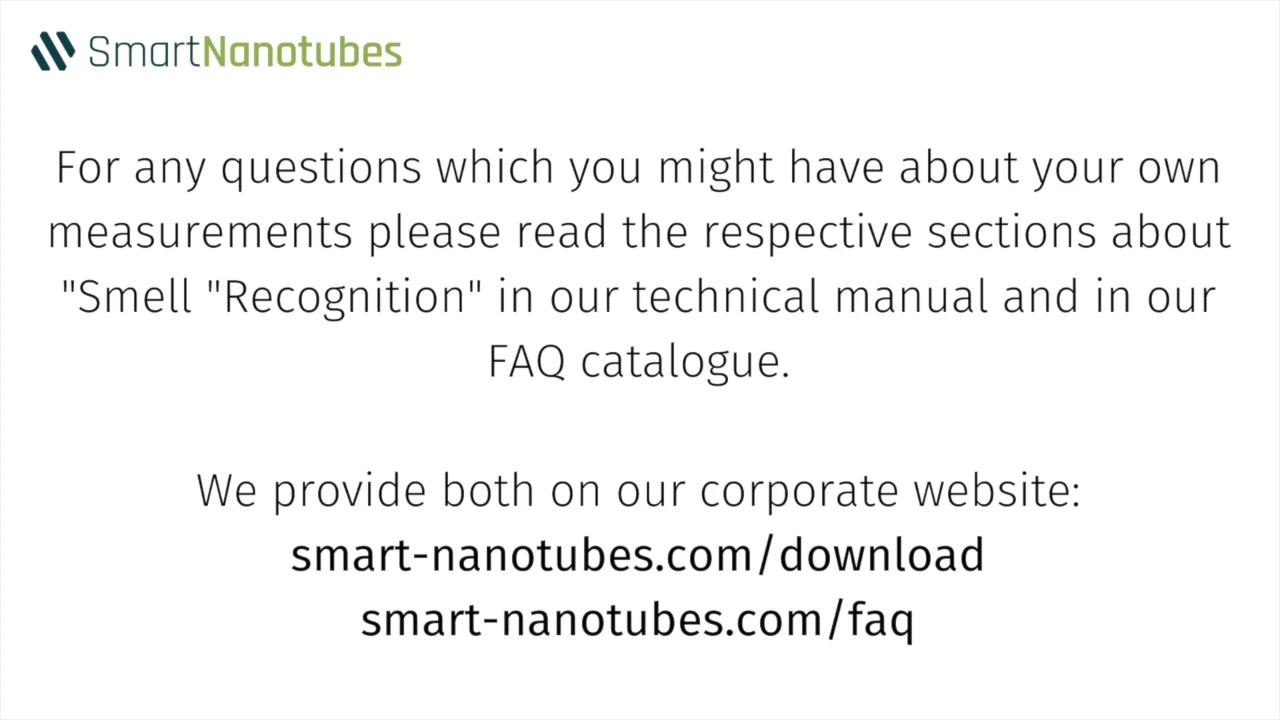 SmartNanotubes
For any questions which you might have about your own
measurements please read the respective sections about
"Smell "Recognition" in our technical manual and in our
FAQ catalogue.
We provide both on our corporate website:
smart-nanotubes.com/download
smart-nanotubes.com/faq